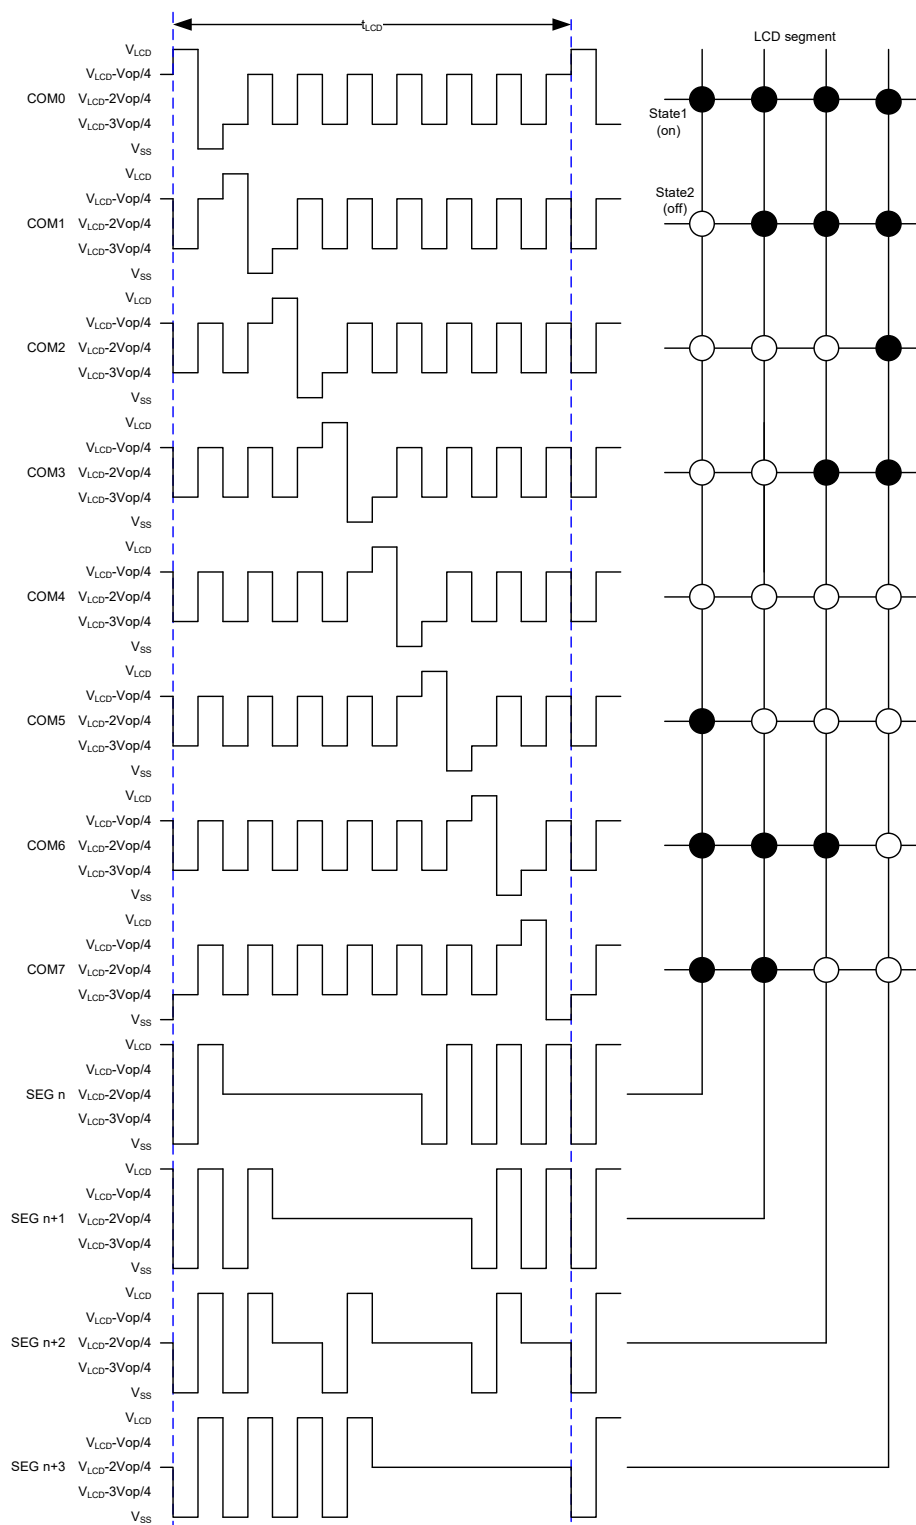 tLCD
LCD segment
VLCD
VLCD-Vop/4
COM0 VLCD-2Vop/4
VLCD-3Vop/4
VSS
State1
(on)
VLCD
VLCD-Vop/4
COM1 VLCD-2Vop/4
VLCD-3Vop/4
VSS
State2
(off)
VLCD
VLCD-Vop/4
COM2 VLCD-2Vop/4
VLCD-3Vop/4
VSS
VLCD
VLCD-Vop/4
COM3 VLCD-2Vop/4
VLCD-3Vop/4
VSS
VLCD
VLCD-Vop/4
COM4 VLCD-2Vop/4
VLCD-3Vop/4
VSS
VLCD
VLCD-Vop/4
COM5 VLCD-2Vop/4
VLCD-3Vop/4
VSS
VLCD
VLCD-Vop/4
COM6 VLCD-2Vop/4
VLCD-3Vop/4
VSS
VLCD
VLCD-Vop/4
COM7 VLCD-2Vop/4
VLCD-3Vop/4
VSS
VLCD
VLCD-Vop/4
SEG n VLCD-2Vop/4
VLCD-3Vop/4
VSS
VLCD
VLCD-Vop/4
SEG n+1 VLCD-2Vop/4
VLCD-3Vop/4
VSS
VLCD
VLCD-Vop/4
SEG n+2 VLCD-2Vop/4
VLCD-3Vop/4
VSS
VLCD
VLCD-Vop/4
SEG n+3 VLCD-2Vop/4
VLCD-3Vop/4
VSS